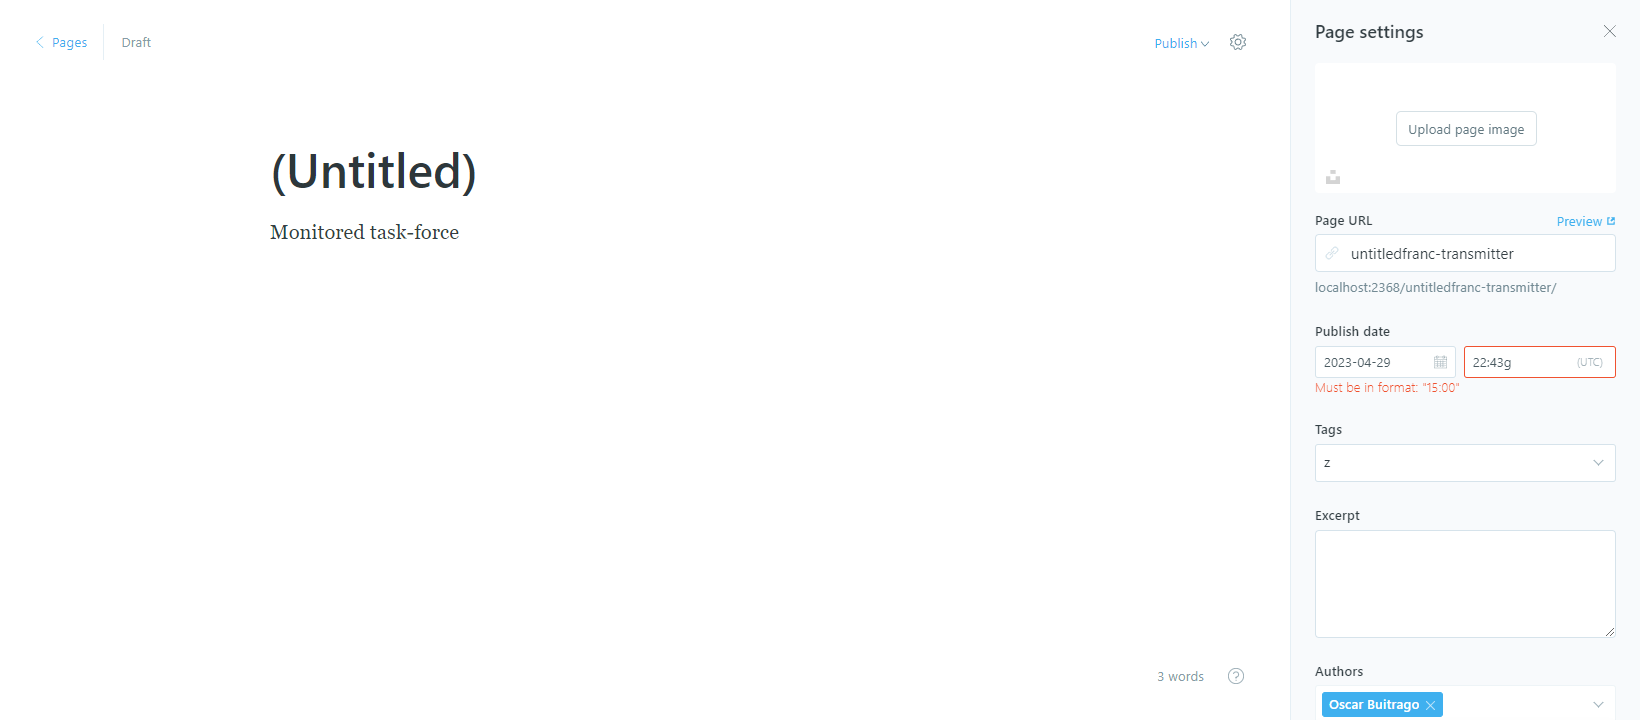 Pages
Draft
Publish
(Untitled)
Monitored task-force
3 words
?
Page settings
Upload page image
Page URL
Preview
untitledfranc-transmitter
localhost:2368/untitledfranc-transmitter/
Publish date
2023-04-29
22:43g (UTC)
Must be in format: "15:00"
Tags
z
Excerpt
Authors
Oscar Buitrago